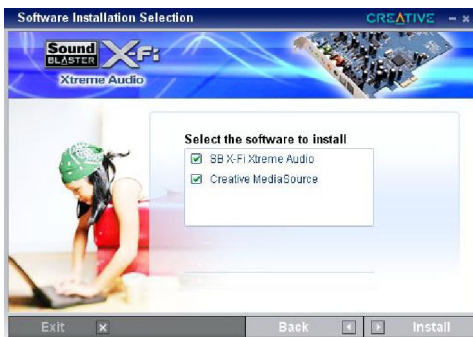 Software Installation Selection
CREATIVE
Sound
BLASTER
X-Fi
Xtreme Audio
Select the software to install
SB X-Fi Xtreme Audio
Creative MediaSource
Exit
Back
Install